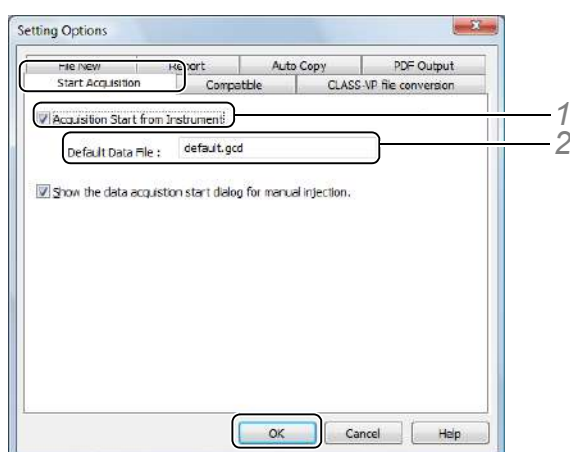 Setting Options
File New Report Auto Copy PDF Output
Start Acquisition Compatible CLASS-VP file conversion
Acquisition Start from Instrument
1
Default Data File : default.gcd
2
Show the data acquistion start dialog for manual injection.
OK Cancel Help